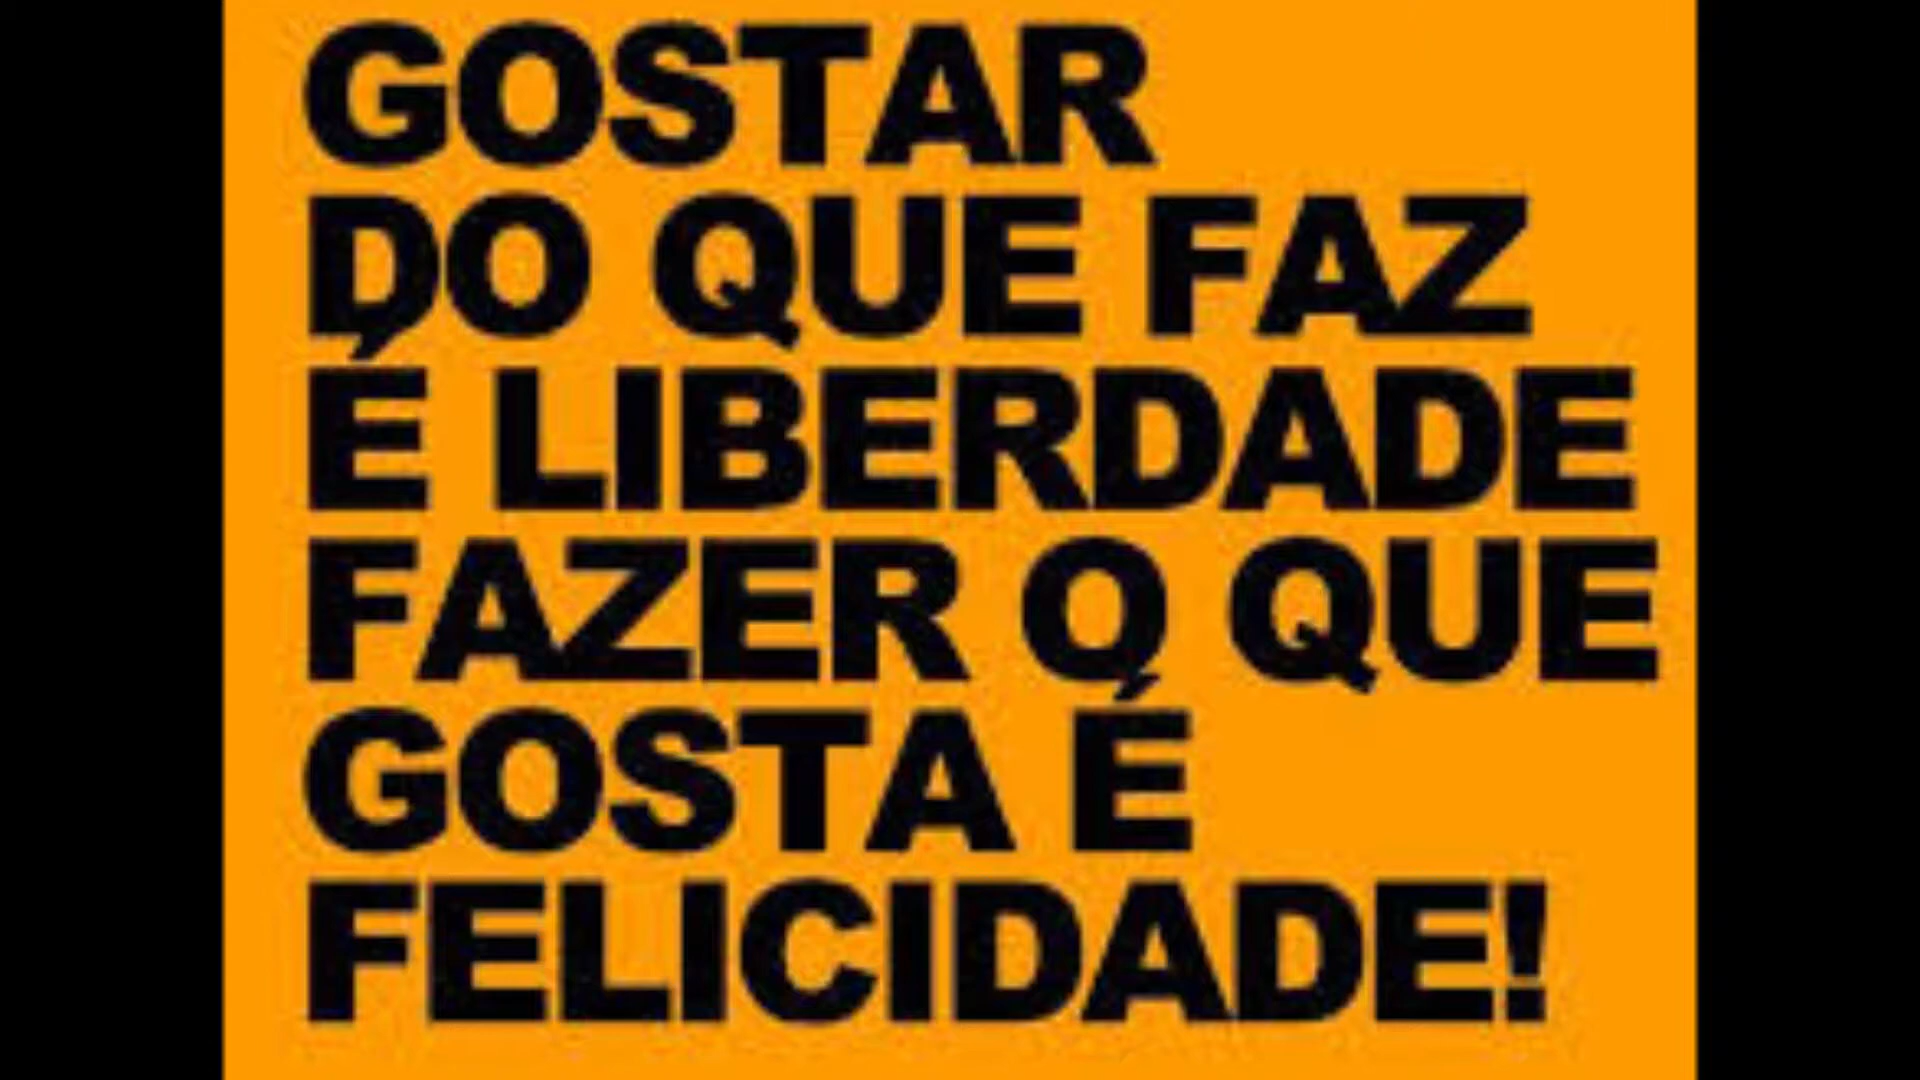 GOSTAR
DO QUE FAZ
É LIBERDADE
FAZER O QUE
GOSTA É
FELICIDADE!